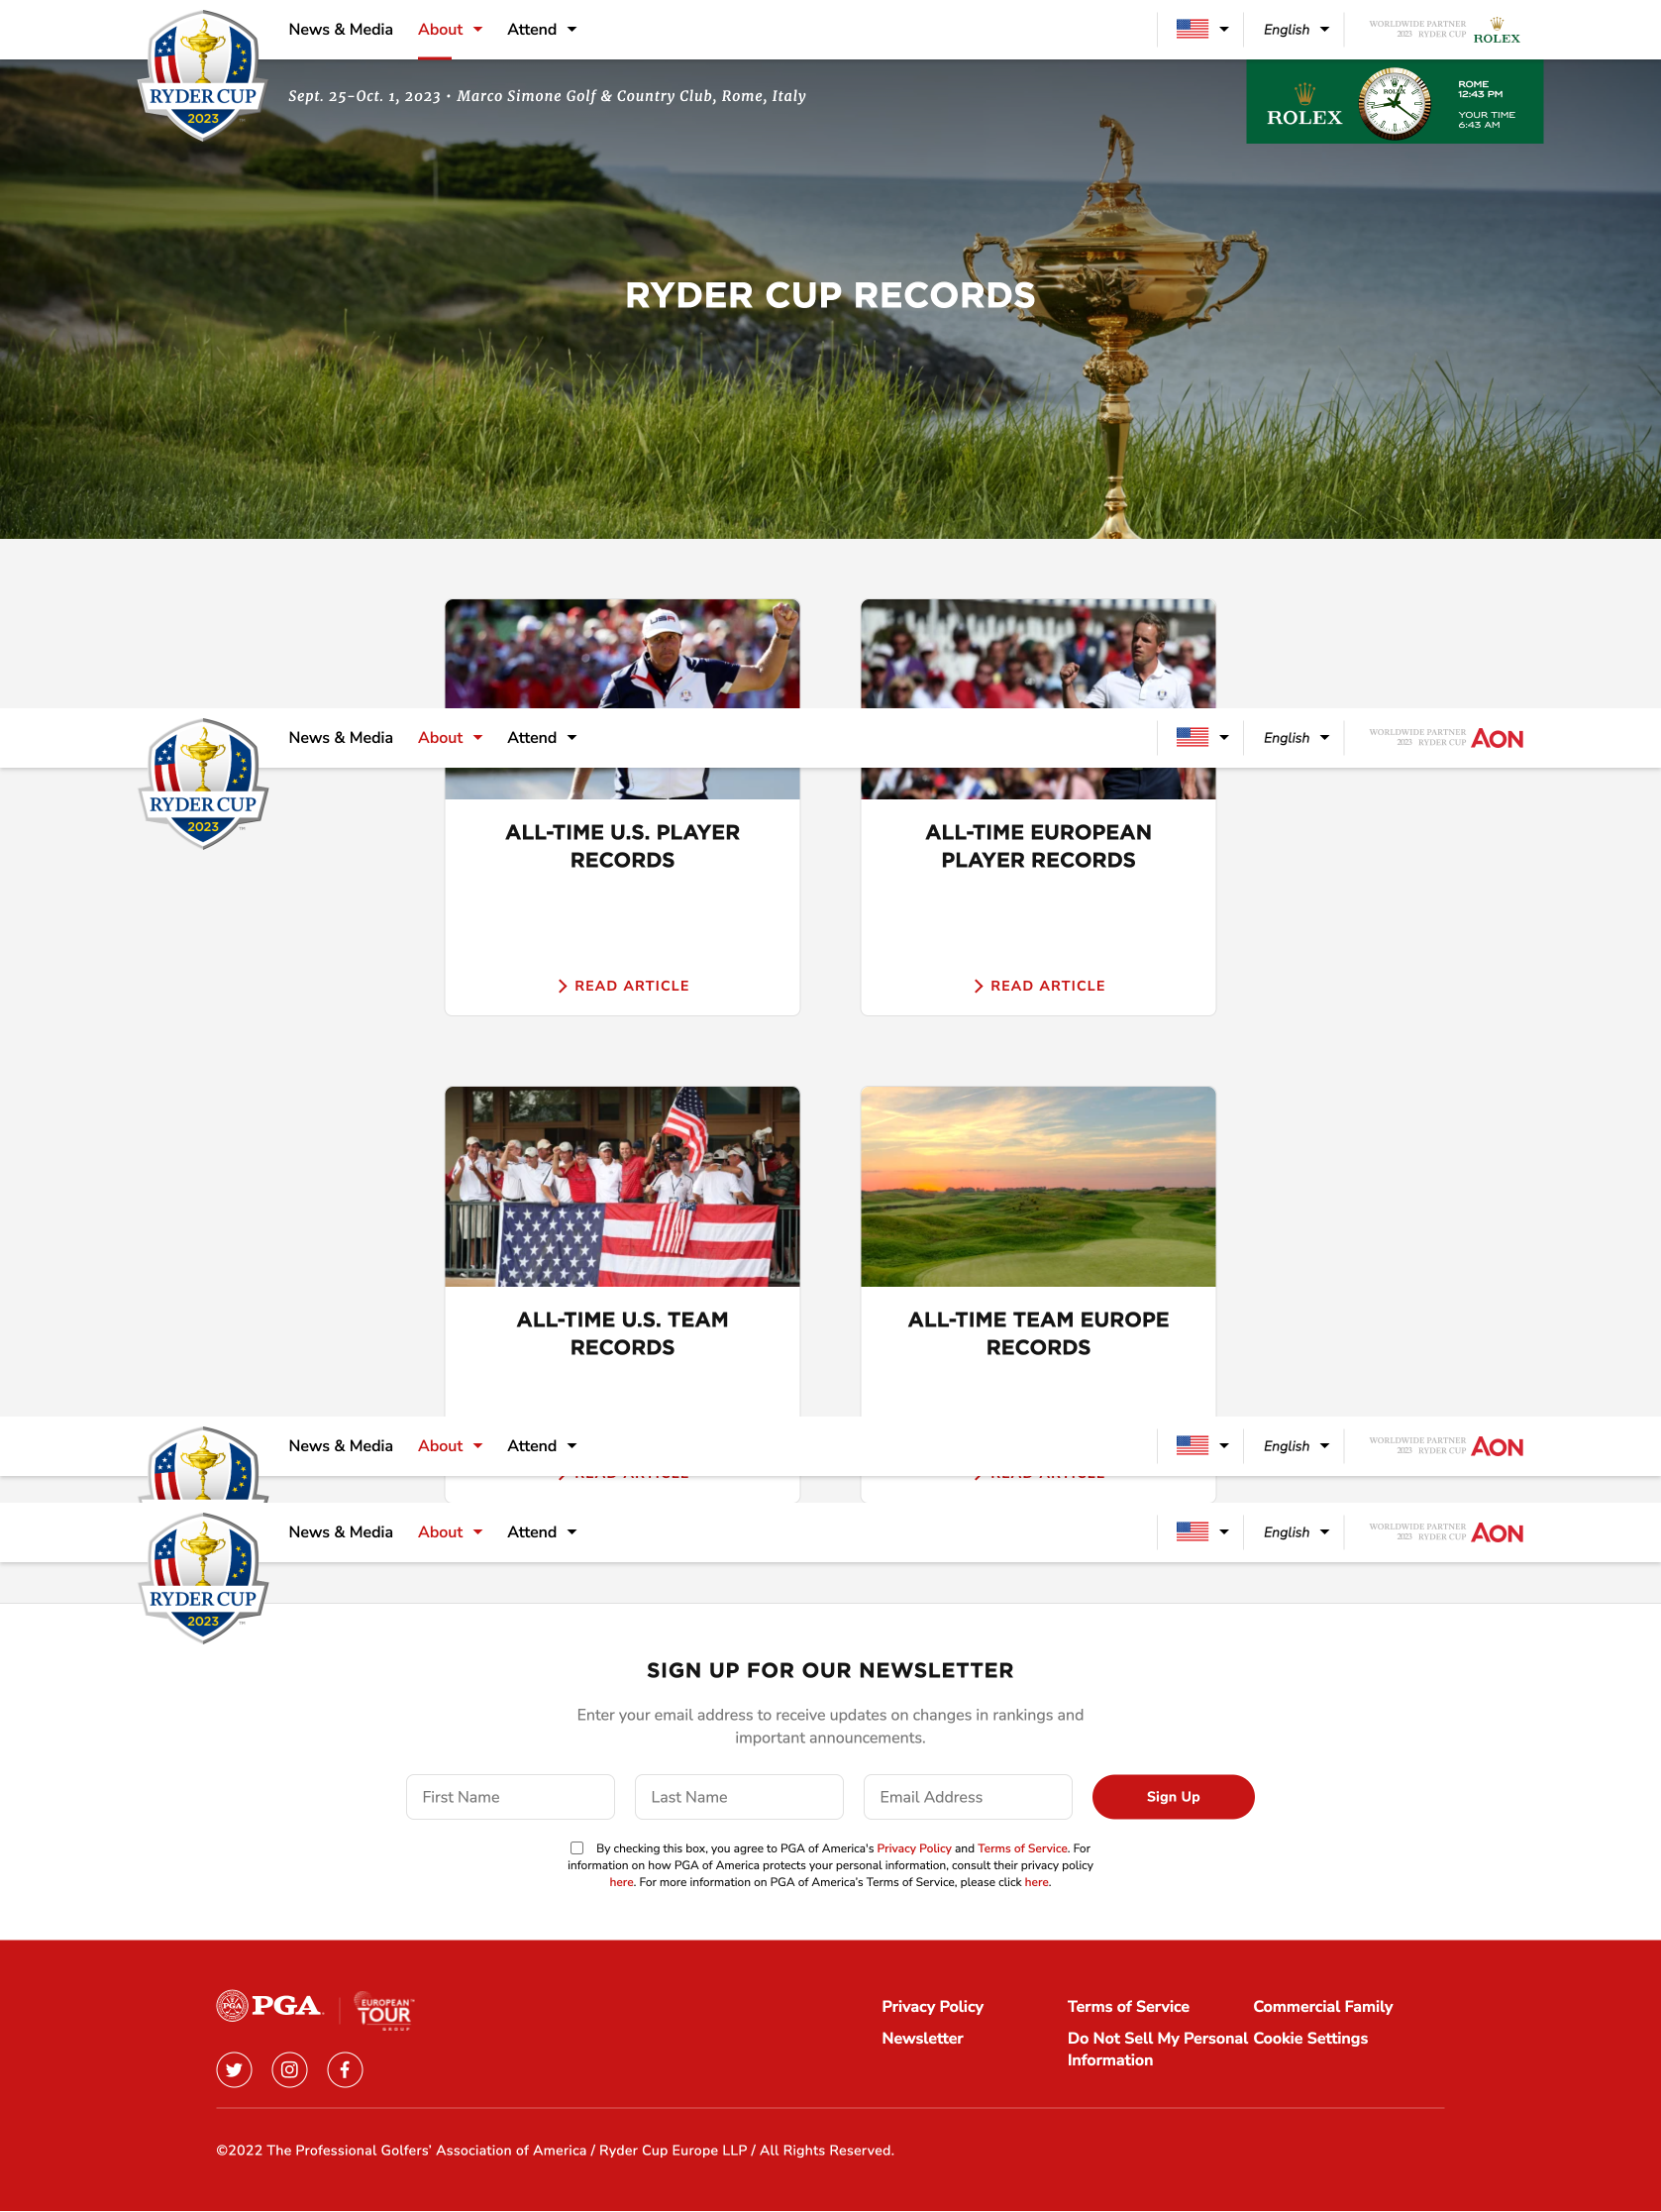 News & Media
About
Attend
English
WORLDWIDE PARTNER
2023 RYDER CUP
ROLEX
RYDER CUP
2023
Sept. 25-Oct. 1, 2023 • Marco Simone Golf & Country Club, Rome, Italy
ROLEX
ROLEX
ROME
12:43 PM
YOUR TIME
6:43 AM
RYDER CUP RECORDS
USA
News & Media
About
Attend
English
WORLDWIDE PARTNER
2023 RYDER CUP
AON
RYDER CUP
2023
ALL-TIME U.S. PLAYER
RECORDS
READ ARTICLE
ALL-TIME EUROPEAN
PLAYER RECORDS
READ ARTICLE
ALL-TIME U.S. TEAM
RECORDS
ALL-TIME TEAM EUROPE
RECORDS
News & Media
About
Attend
English
WORLDWIDE PARTNER
2023 RYDER CUP
AON
READ ARTICLE
READ ARTICLE
News & Media
About
Attend
English
WORLDWIDE PARTNER
2023 RYDER CUP
AON
RYDER CUP
2023
SIGN UP FOR OUR NEWSLETTER
Enter your email address to receive updates on changes in rankings and
important announcements.
First Name
Last Name
Email Address
Sign Up
By checking this box, you agree to PGA of America's Privacy Policy and Terms of Service. For
information on how PGA of America protects your personal information, consult their privacy policy
here. For more information on PGA of America's Terms of Service, please click here.
PGA
PGA
EUROPEAN
TOUR
GROUP
Privacy Policy
Terms of Service
Commercial Family
Newsletter
Do Not Sell My Personal
Information
Cookie Settings
©2022 The Professional Golfers' Association of America / Ryder Cup Europe LLP / All Rights Reserved.